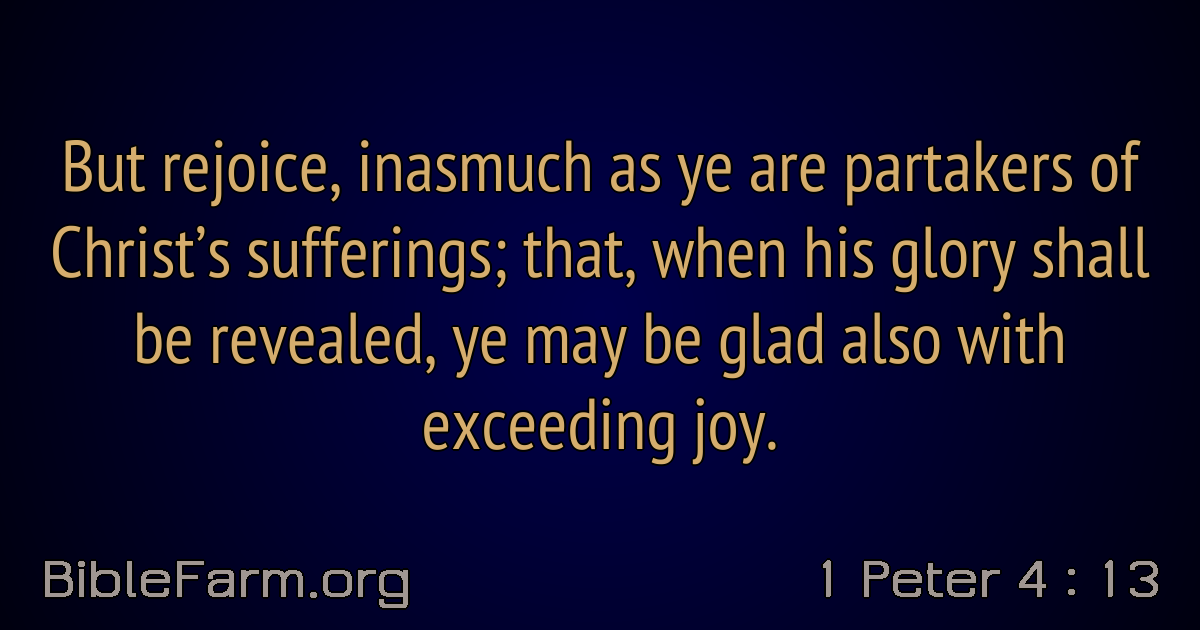 But rejoice, inasmuch as ye are partakers of
Christ’s sufferings; that, when his glory shall
be revealed, ye may be glad also with
exceeding joy.
BibleFarm.org
1 Peter 4 : 13